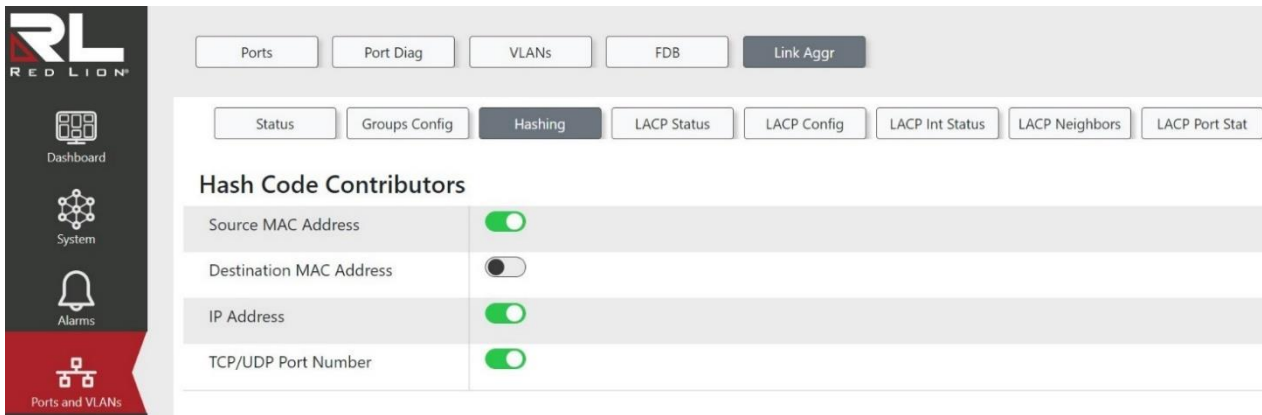 RL
RED LION®
Ports Port Diag VLANs FDB Link Aggr
Status Groups Config Hashing LACP Status LACP Config LACP Int Status LACP Neighbors LACP Port Stat
Dashboard
System
Alarms
Ports and VLANs
Hash Code Contributors
Source MAC Address
Destination MAC Address
IP Address
TCP/UDP Port Number